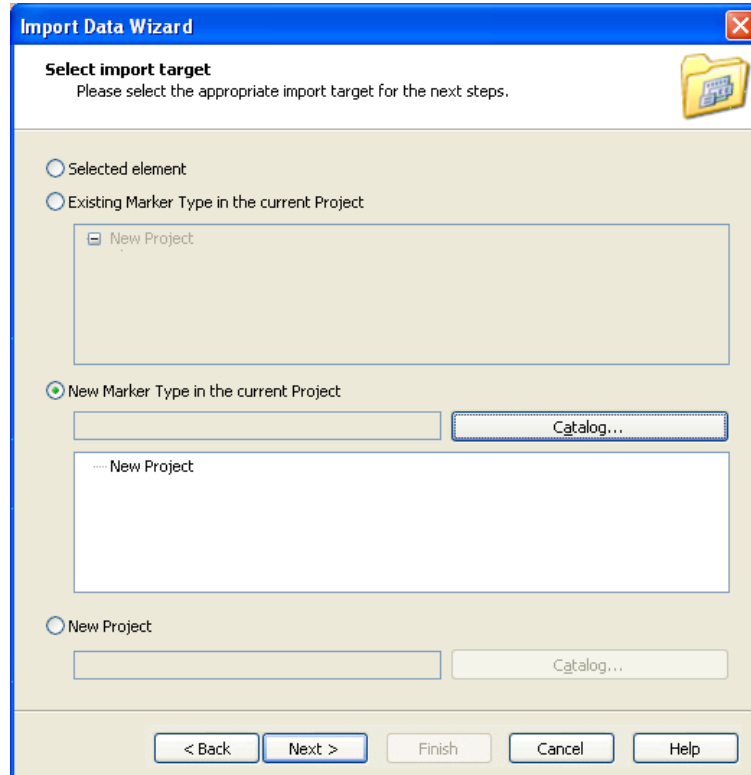 Import Data Wizard
Select import target
Please select the appropriate import target for the next steps.
Selected element
Existing Marker Type in the current Project
New Project
New Marker Type in the current Project
Catalog...
New Project
New Project
Catalog...
< Back Next > Finish Cancel Help